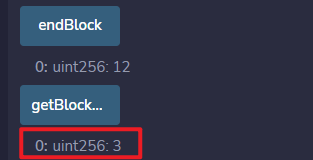 endBlock
0: uint256: 12
getBlock...
0: uint256: 3